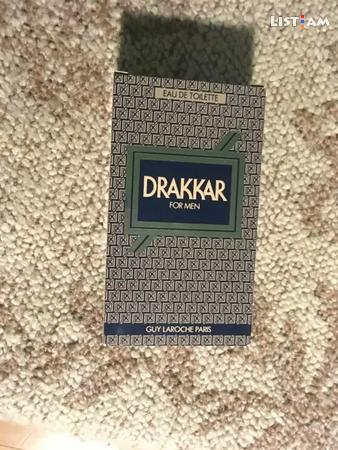 LIST.AM
EAU DE TOILETTE
DRAKKAR
FOR MEN
GUY LAROCHE PARIS